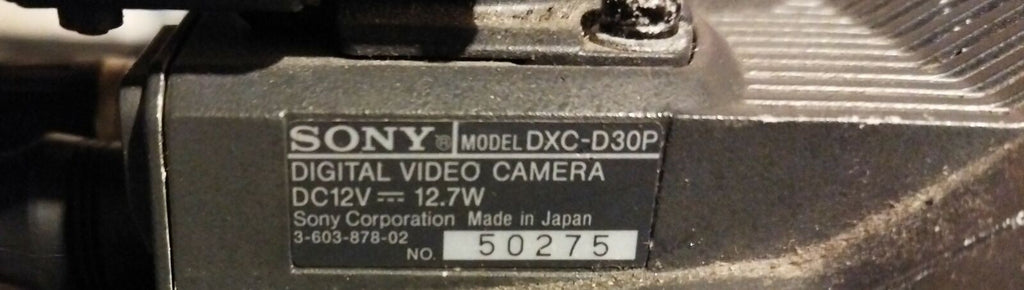 SONY® MODEL DXC-D30P
DIGITAL VIDEO CAMERA
DC12V ⎓ 12.7W
Sony Corporation Made in Japan
3-603-878-02
NO. 50275